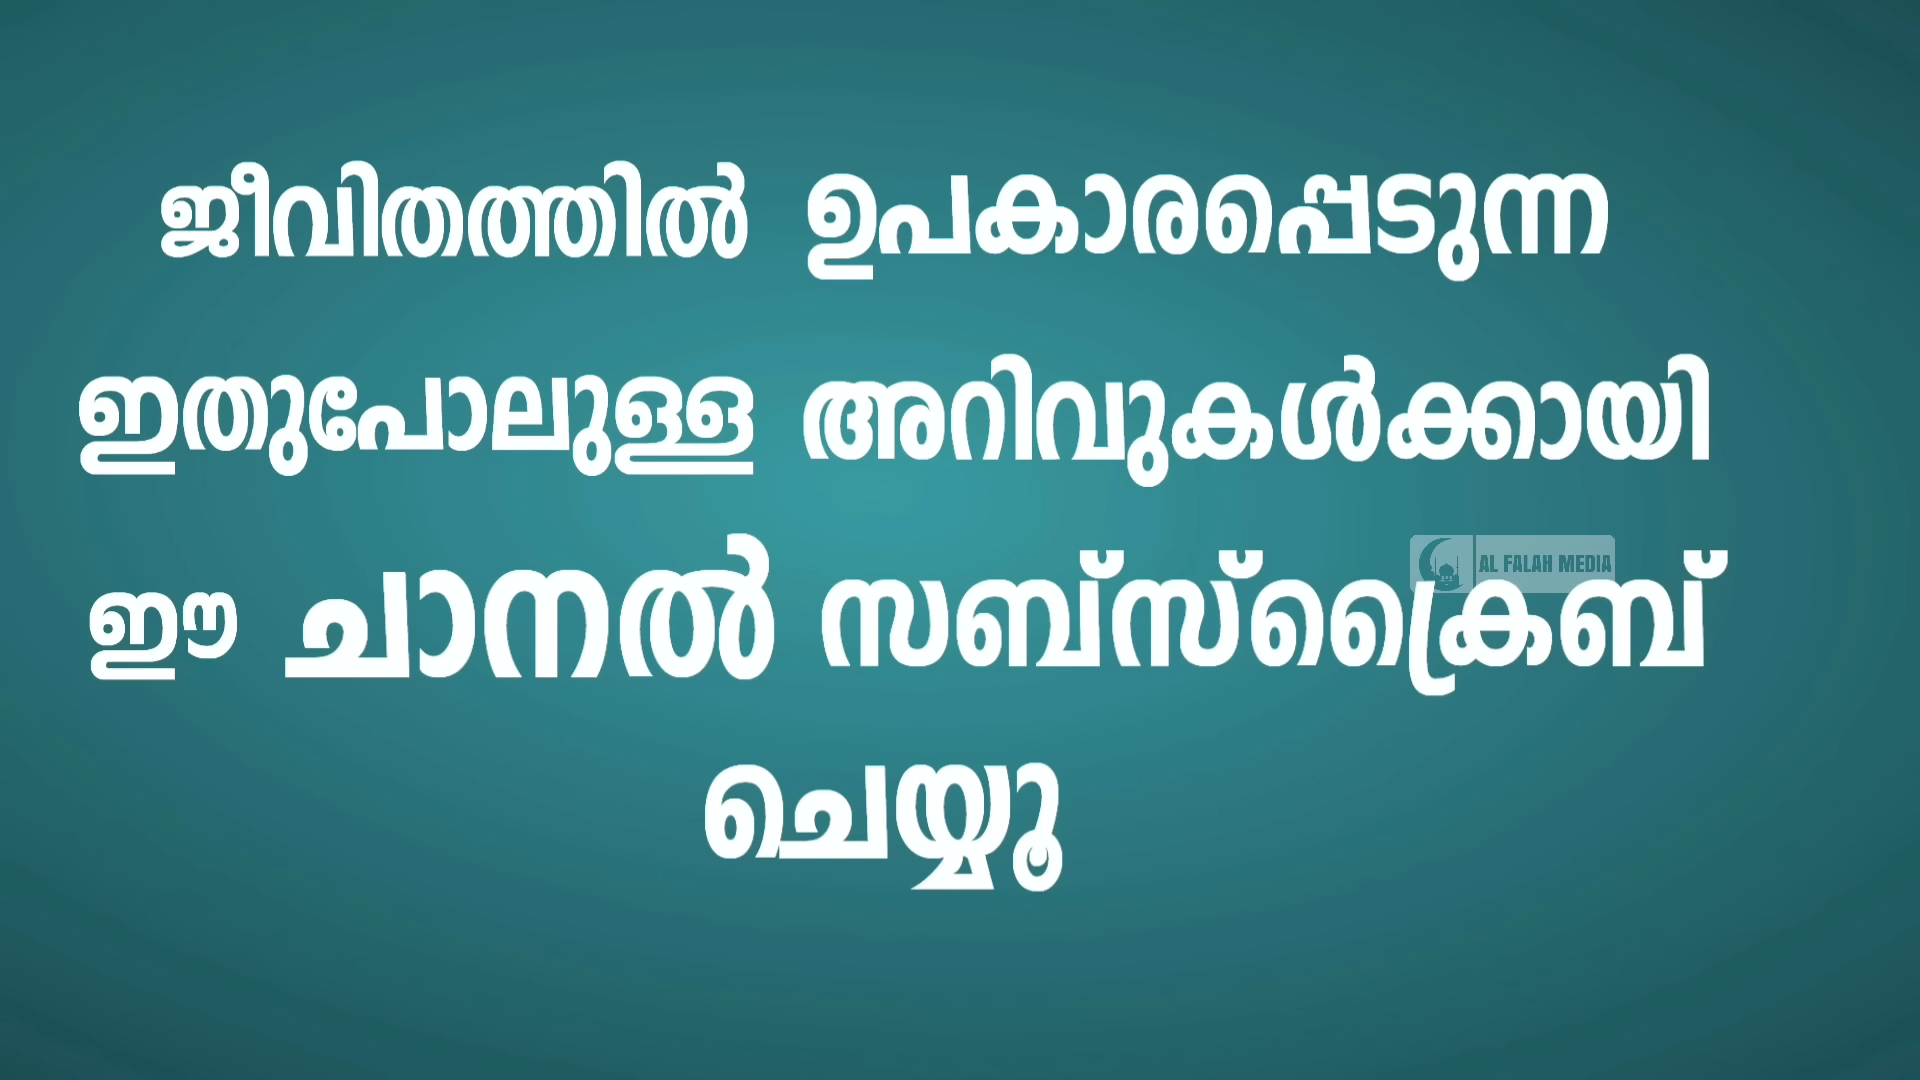 ജീവിതത്തിൽ ഉപകാരപ്പെടുന്ന
ഇതുപോലുള്ള അറിവുകൾക്കായി
AL FALAH MEDIA
ഈ ചാനൽ സബ്സ്ക്രൈബ്
ചെയ്യൂ